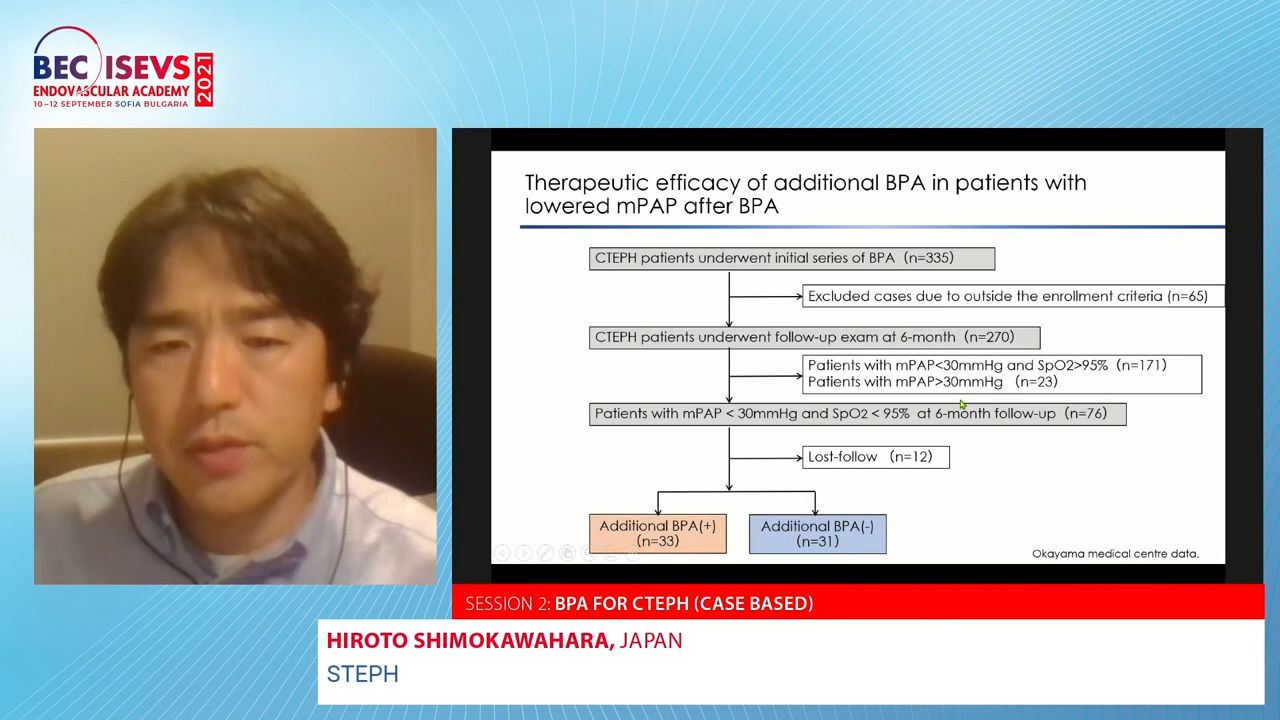 BEC ISEVS
2021
ENDOVASCULAR ACADEMY
10-12 SEPTEMBER SOFIA BULGARIA
Therapeutic efficacy of additional BPA in patients with
lowered mPAP after BPA
CTEPH patients underwent initial series of BPA (n=335)
Excluded cases due to outside the enrollment criteria (n=65)
CTEPH patients underwent follow-up exam at 6-month (n=270)
Patients with mPAP<30mmHg and SpO2>95% (n=171)
Patients with mPAP>30mmHg (n=23)
Patients with mPAP < 30mmHg and SpO2 < 95% at 6-month follow-up (n=76)
Lost-follow (n=12)
Additional BPA(+)
(n=33)
Additional BPA(-)
(n=31)
Okayama medical centre data.
SESSION 2: BPA FOR CTEPH (CASE BASED)
HIROTO SHIMOKAWAHARA, JAPAN
STEPH